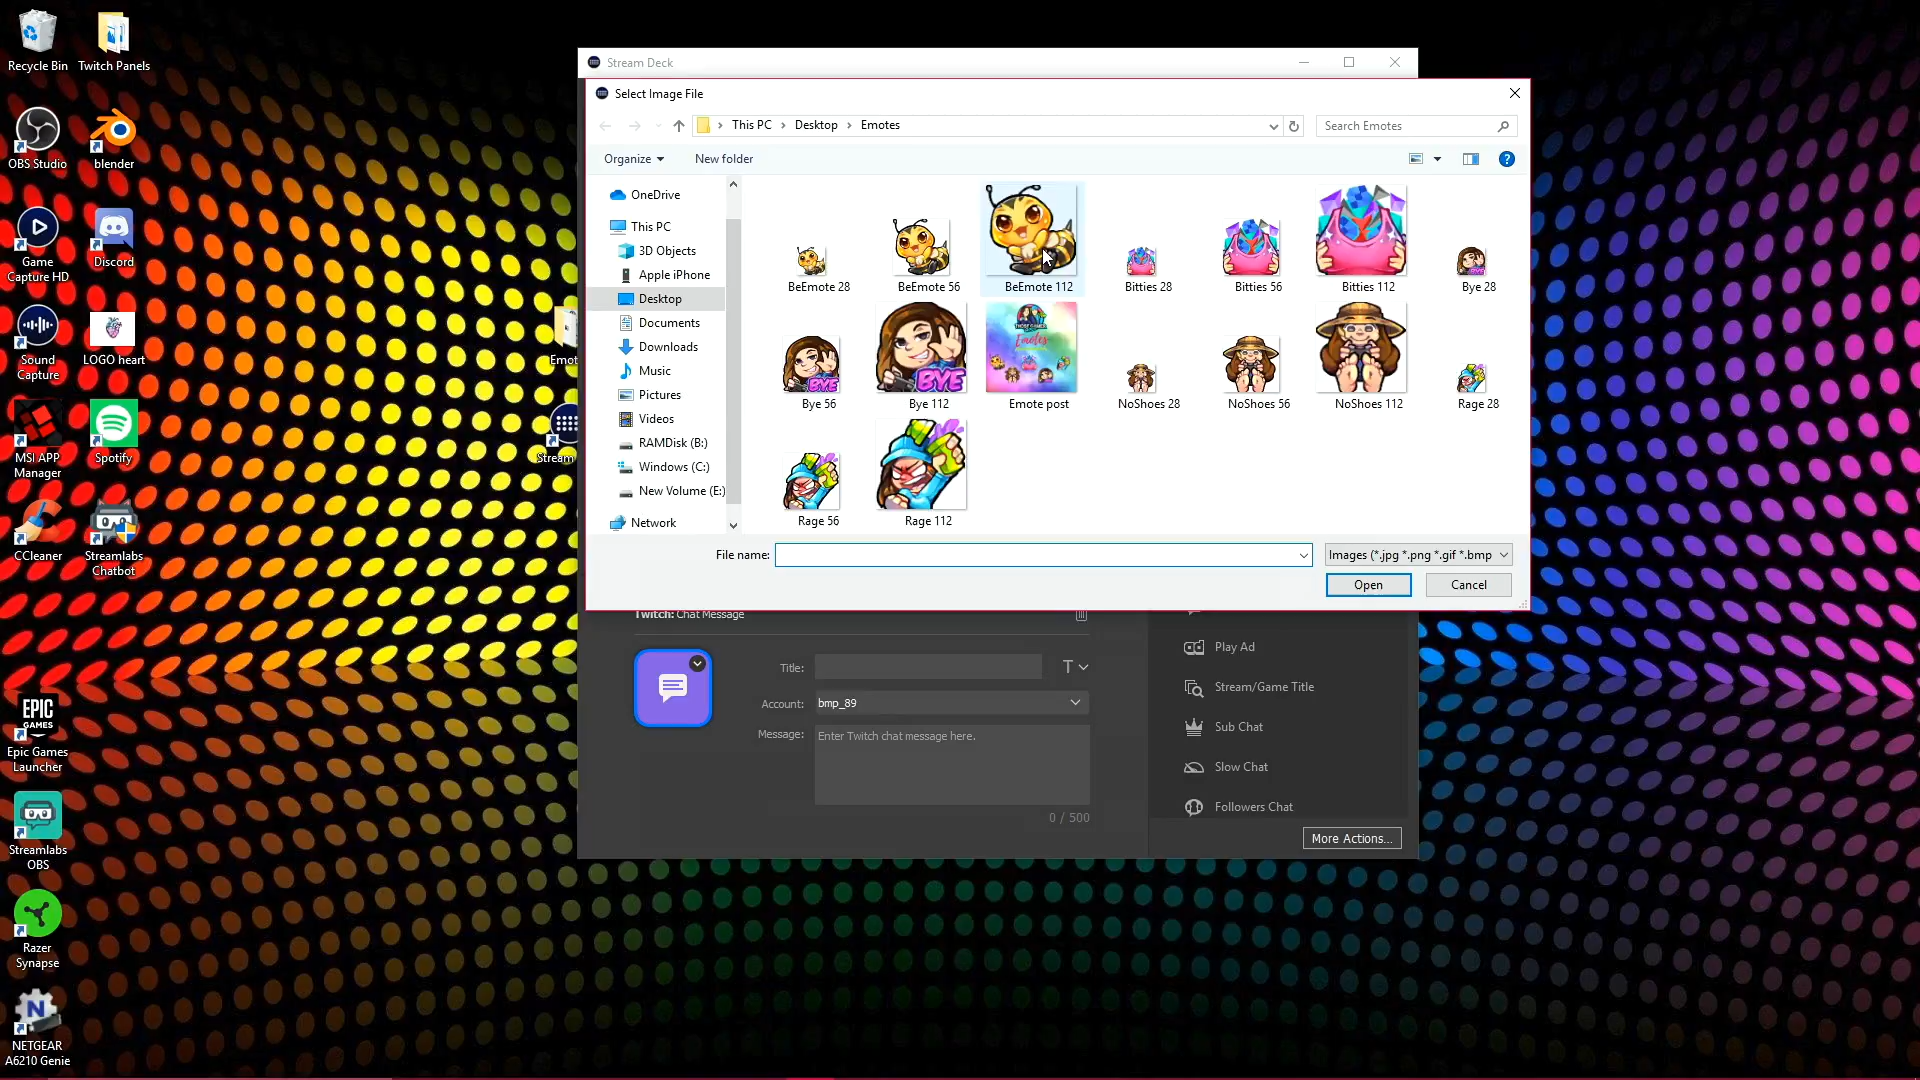 Recycle Bin
Twitch Panels
OBS Studio
blender
Game
Capture HD
Discord
Sound
Capture
LOGO heart
MSI APP
Manager
Spotify
CCleaner
Streamlabs
Chatbot
EPIC
GAMES
Epic Games
Launcher
Streamlabs
OBS
Razer
Synapse
N
NETGEAR
A6210 Genie
Emot
Stream
Stream Deck
Select Image File
This PC
Desktop
Emotes
Search Emotes
Organize
New folder
?
OneDrive
This PC
3D Objects
Apple iPhone
Desktop
Documents
Downloads
Music
Pictures
Videos
RAMDisk (B:)
Windows (C:)
New Volume (E:)
Network
BeEmote 28
BeEmote 56
BeEmote 112
Bitties 28
Bitties 56
Bitties 112
BYE
Bye 28
BYE
Bye 56
BYE
Bye 112
Emotes
Emote post
NoShoes 28
NoShoes 56
NoShoes 112
Rage 28
Rage 56
Rage 112
File name:
Images (*.jpg *.png *.gif *.bmp
Open
Cancel
Twitch: Chat Message
Title:
T
Account:
bmp_89
Message:
Enter Twitch chat message here.
0 / 500
Play Ad
Stream/Game Title
Sub Chat
Slow Chat
Followers Chat
More Actions...